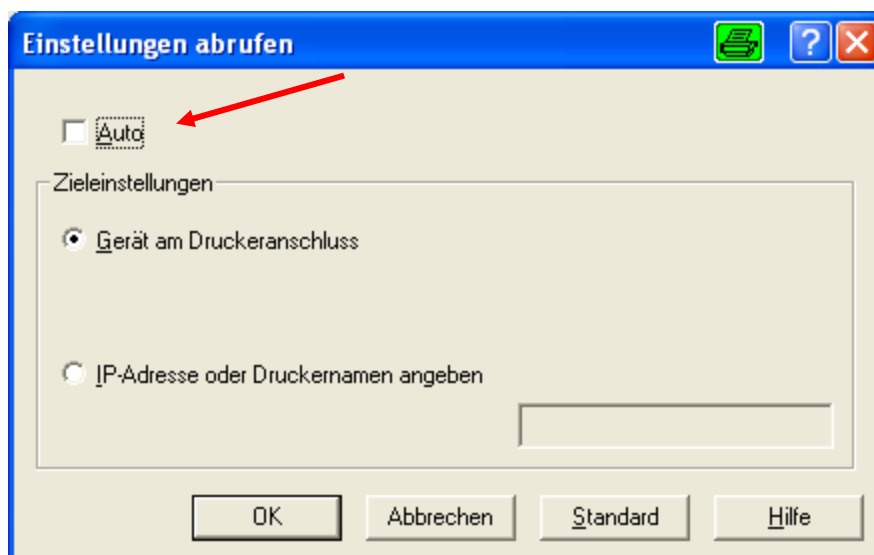 Einstellungen abrufen
Auto
Zieleinstellungen
Gerät am Druckeranschluss
IP-Adresse oder Druckernamen angeben
OK Abbrechen Standard Hilfe